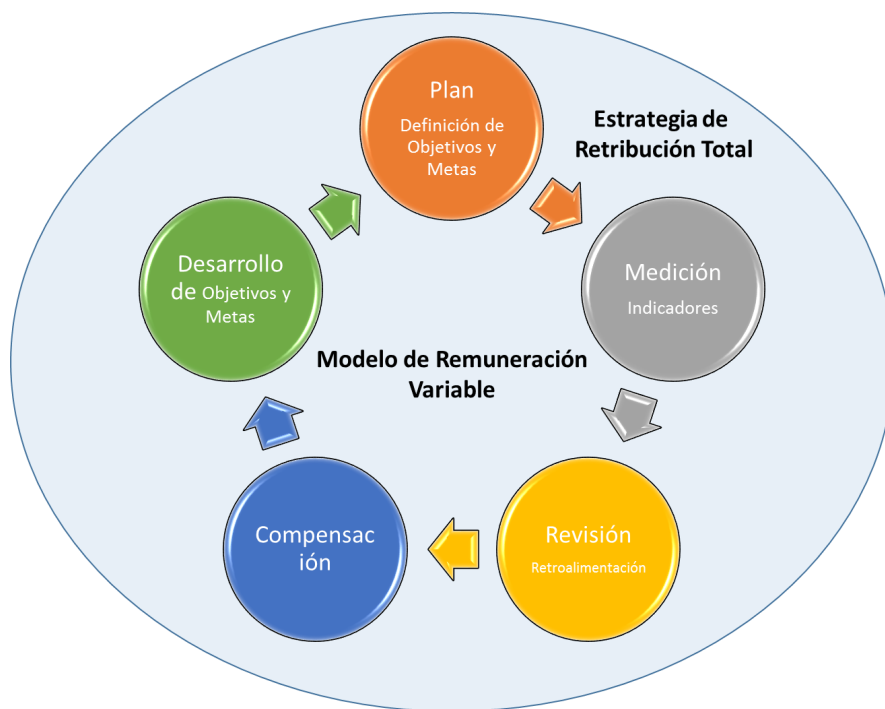 Plan
Definición de
Objetivos y
Metas
Estrategia de
Retribución Total
Medición
Indicadores
Revisión
Retroalimentación
Compensac
ión
Desarrollo
de Objetivos y
Metas
Modelo de Remuneración
Variable